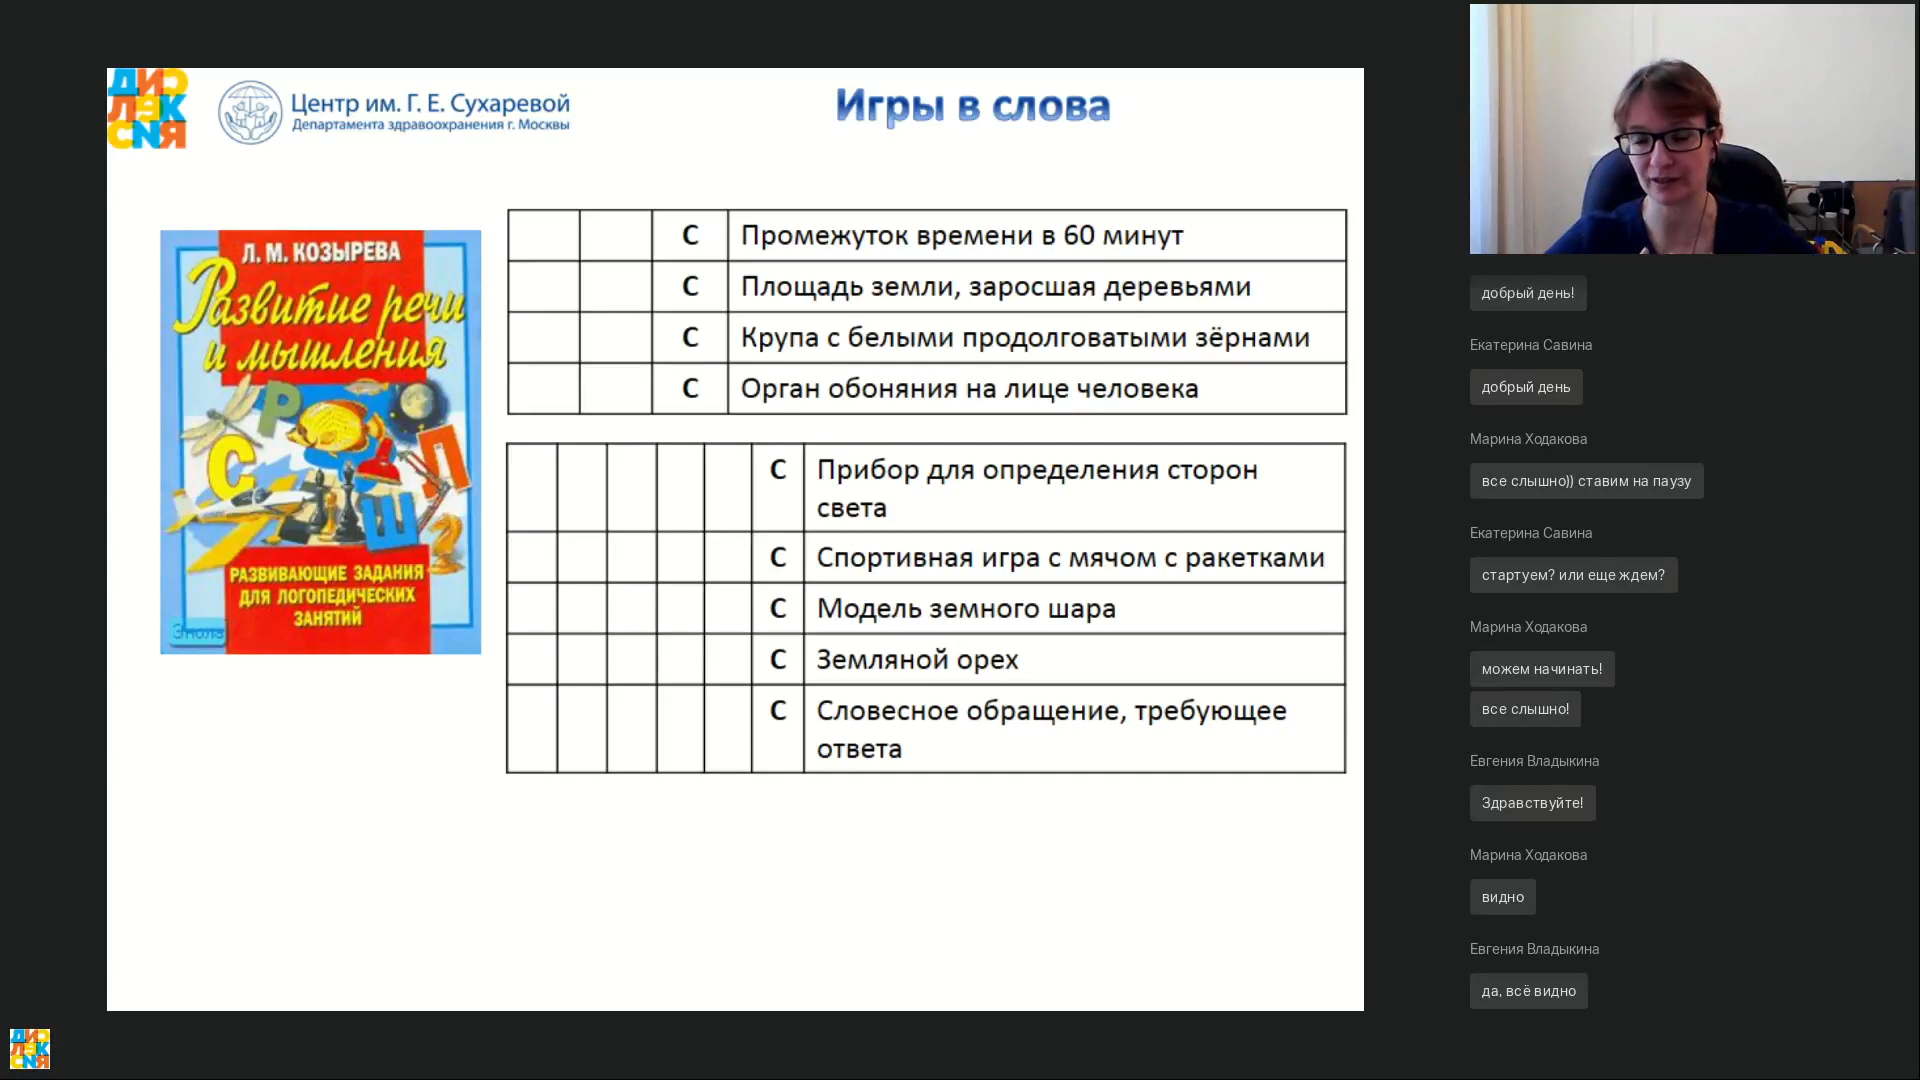 ДИС
ЛЕК
СИЯ
Центр им. Г. Е. Сухаревой
Департамента здравоохранения г. Москвы
Игры в слова
Л. М. КОЗЫРЕВА
Развитие речи
и мышления
Р
С
П
Ш
РАЗВИВАЮЩИЕ ЗАДАНИЯ
ДЛЯ ЛОГОПЕДИЧЕСКИХ
ЗАНЯТИЙ
С Промежуток времени в 60 минут
С Площадь земли, заросшая деревьями
С Крупа с белыми продолговатыми зёрнами
С Орган обоняния на лице человека
С Прибор для определения сторон
света
С Спортивная игра с мячом с ракетками
С Модель земного шара
С Земляной орех
С Словесное обращение, требующее
ответа
добрый день!
Екатерина Савина
добрый день
Марина Ходакова
все слышно)) ставим на паузу
Екатерина Савина
стартуем? или еще ждем?
Марина Ходакова
можем начинать!
все слышно!
Евгения Владыкина
Здравствуйте!
Марина Ходакова
видно
Евгения Владыкина
да, всё видно
ДИС
ЛЕК
СИЯ